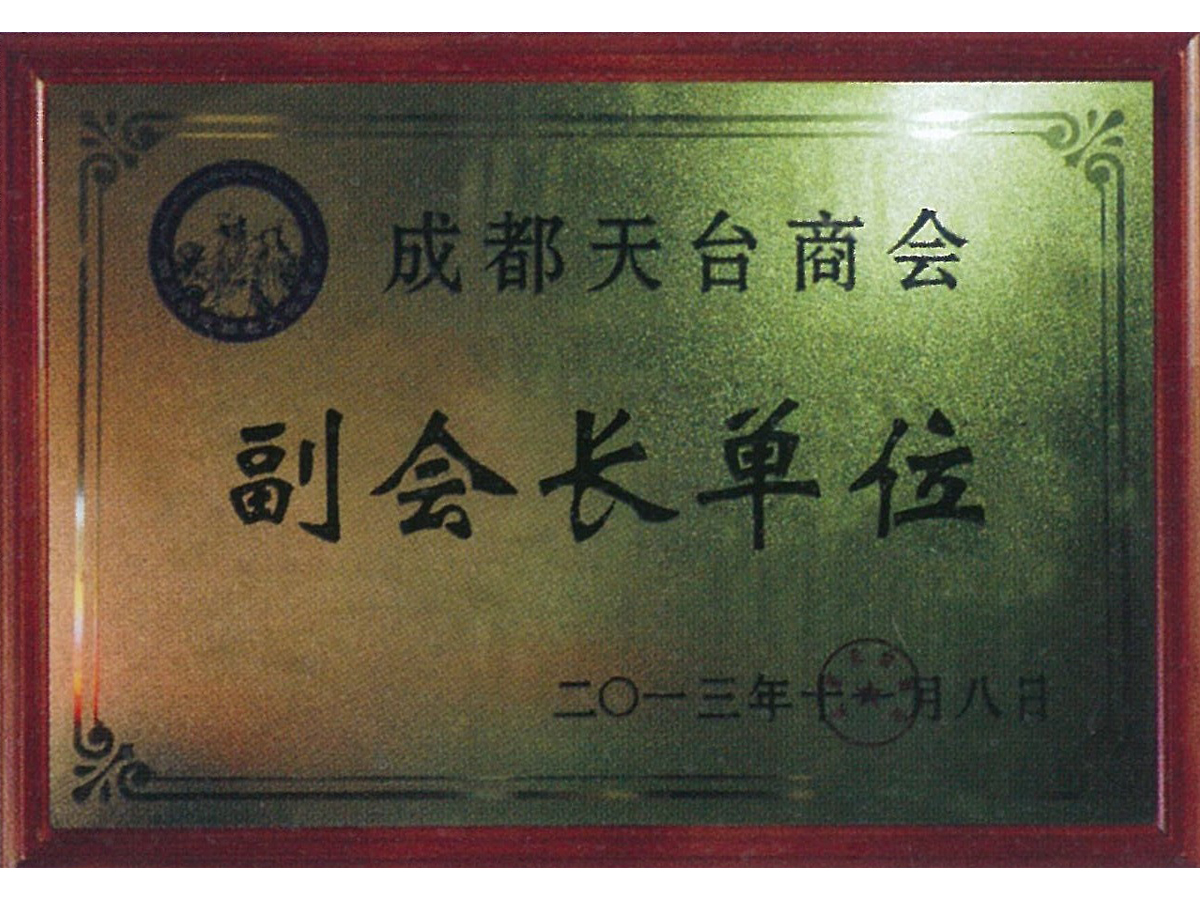 成都天台商会
副会长单位
二〇一三年十一月八日